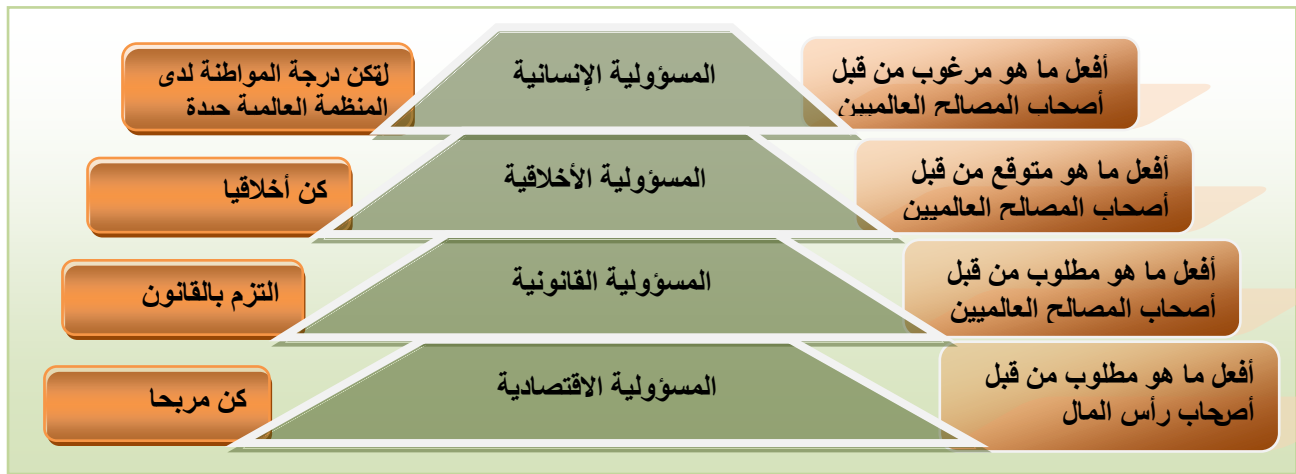 أفعل ما هو مرغوب من قبل
أصحاب المصالح العالميين
المسؤولية الإنسانية
لتكن درجة المواطنة لدى
المنظمة العالمية جيدة
أفعل ما هو متوقع من قبل
أصحاب المصالح العالميين
المسؤولية الأخلاقية
كن أخلاقيا
أفعل ما هو مطلوب من قبل
أصحاب المصالح العالميين
المسؤولية القانونية
التزم بالقانون
أفعل ما هو مطلوب من قبل
أصحاب رأس المال
المسؤولية الاقتصادية
كن مربحا